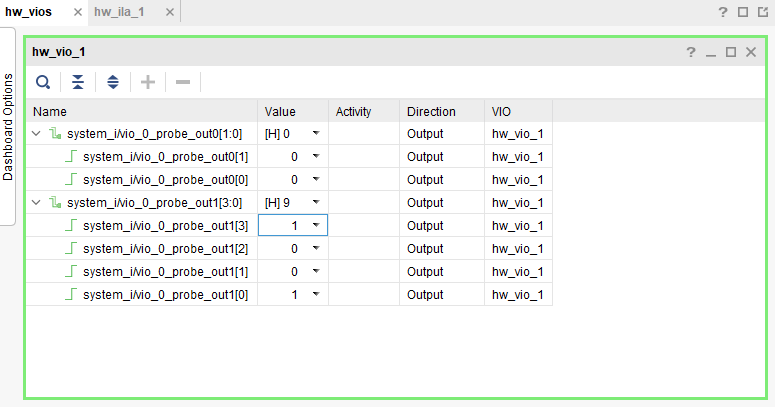 hw_vios × hw_ila_1 × ?
Dashboard Options
hw_vio_1 ?
Name Value Activity Direction VIO
system_i/vio_0_probe_out0[1:0] [H] 0 Output hw_vio_1
system_i/vio_0_probe_out0[1] 0 Output hw_vio_1
system_i/vio_0_probe_out0[0] 0 Output hw_vio_1
system_i/vio_0_probe_out1[3:0] [H] 9 Output hw_vio_1
system_i/vio_0_probe_out1[3] 1 Output hw_vio_1
system_i/vio_0_probe_out1[2] 0 Output hw_vio_1
system_i/vio_0_probe_out1[1] 0 Output hw_vio_1
system_i/vio_0_probe_out1[0] 1 Output hw_vio_1